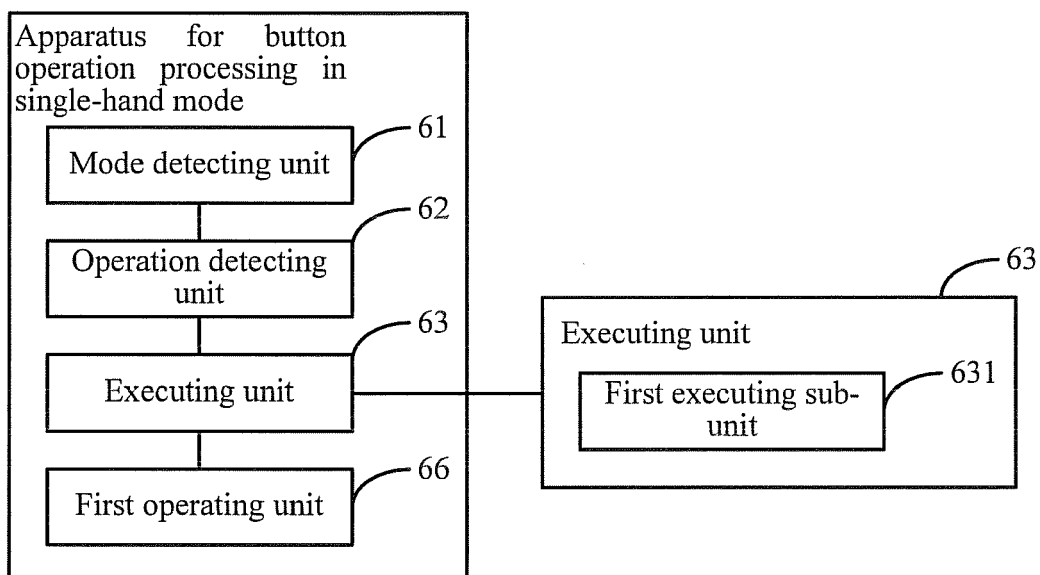 Apparatus for button
operation processing in
single-hand mode
61
Mode detecting unit
62
Operation detecting
unit
63
Executing unit
66
First operating unit
63
Executing unit
631
First executing sub-
unit